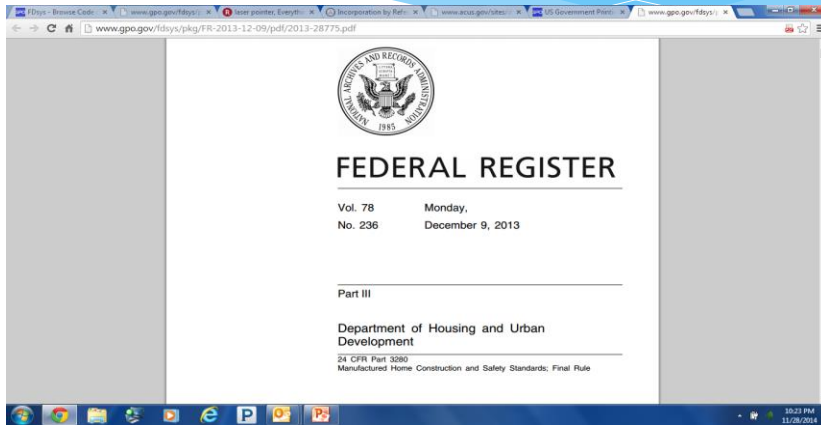 FDsys - Browse Code
www.gpo.gov/fdsys/
laser pointer, Everythi
Incorporation by Refe
www.acus.gov/sites/
US Government Printi
www.gpo.gov/fdsys/
www.gpo.gov/fdsys/pkg/FR-2013-12-09/pdf/2013-28775.pdf
NATIONAL ARCHIVES AND RECORDS ADMINISTRATION
1985
FEDERAL REGISTER
Vol. 78 Monday,
No. 236 December 9, 2013
Part III
Department of Housing and Urban
Development
24 CFR Part 3280
Manufactured Home Construction and Safety Standards; Final Rule
10:23 PM
11/28/2014